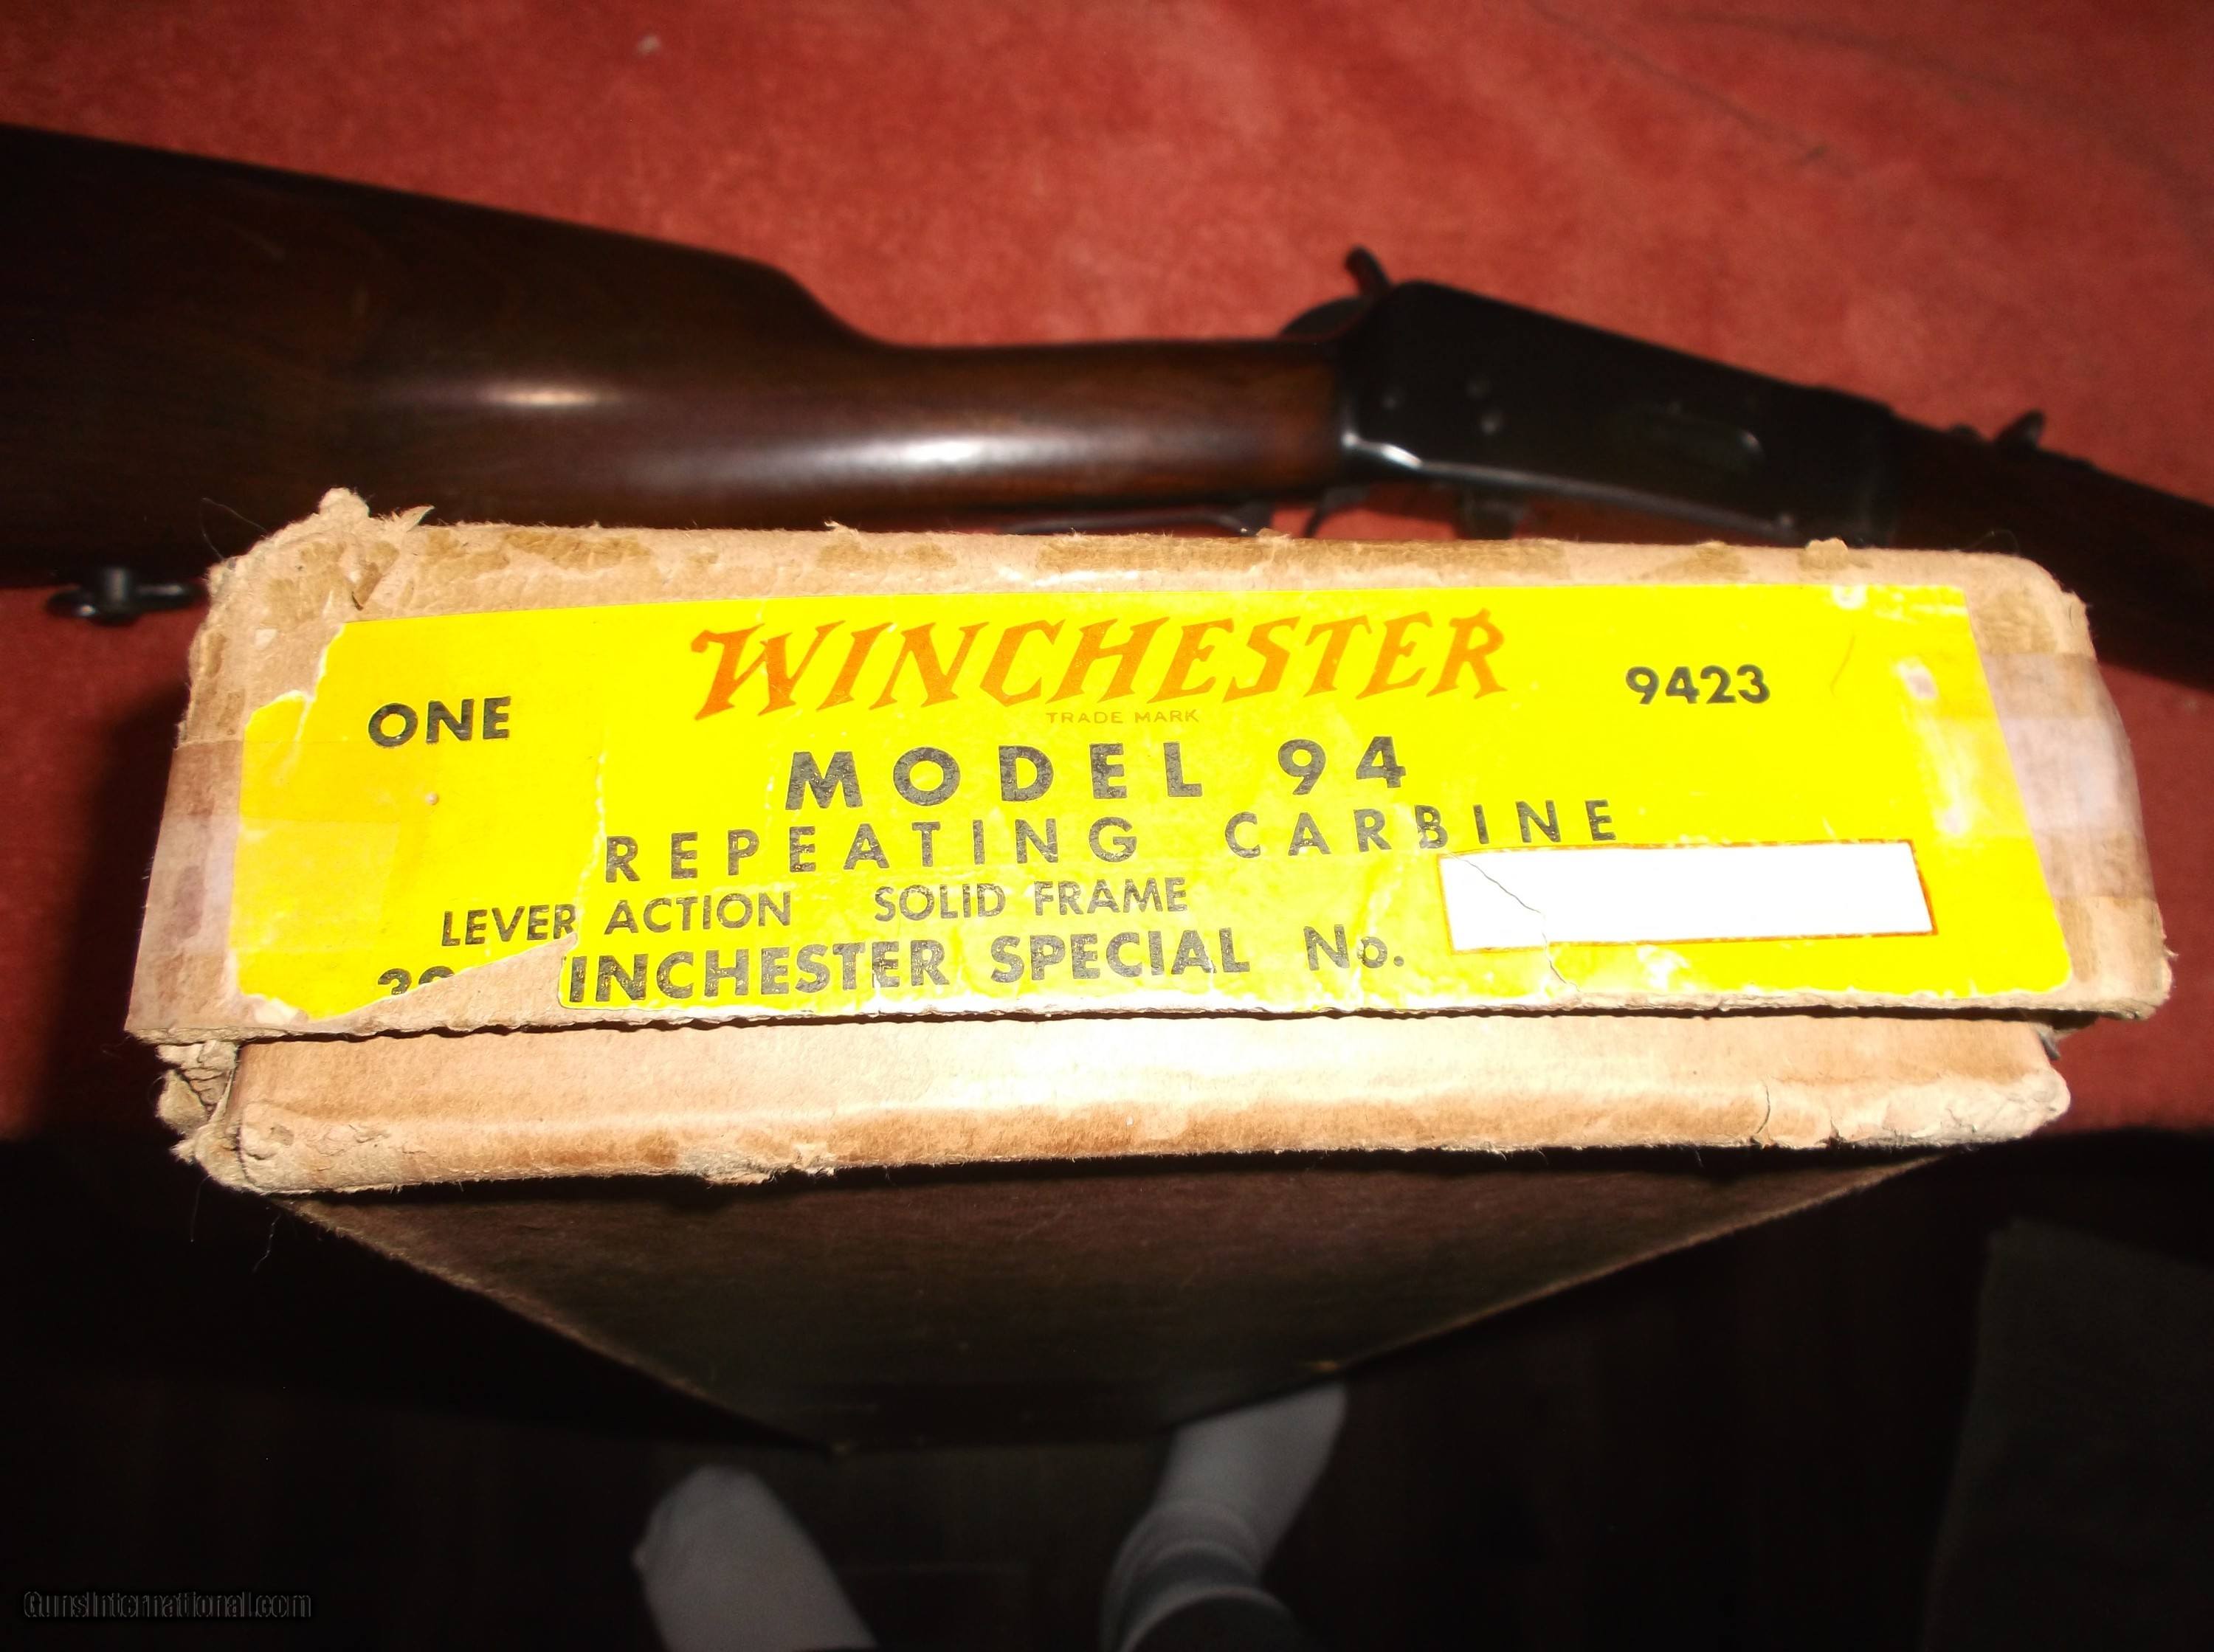 WINCHESTER
TRADE MARK
ONE
9423
MODEL 94
REPEATING CARBINE
LEVER ACTION SOLID FRAME
INCHESTER SPECIAL No.
GunsInternational.com